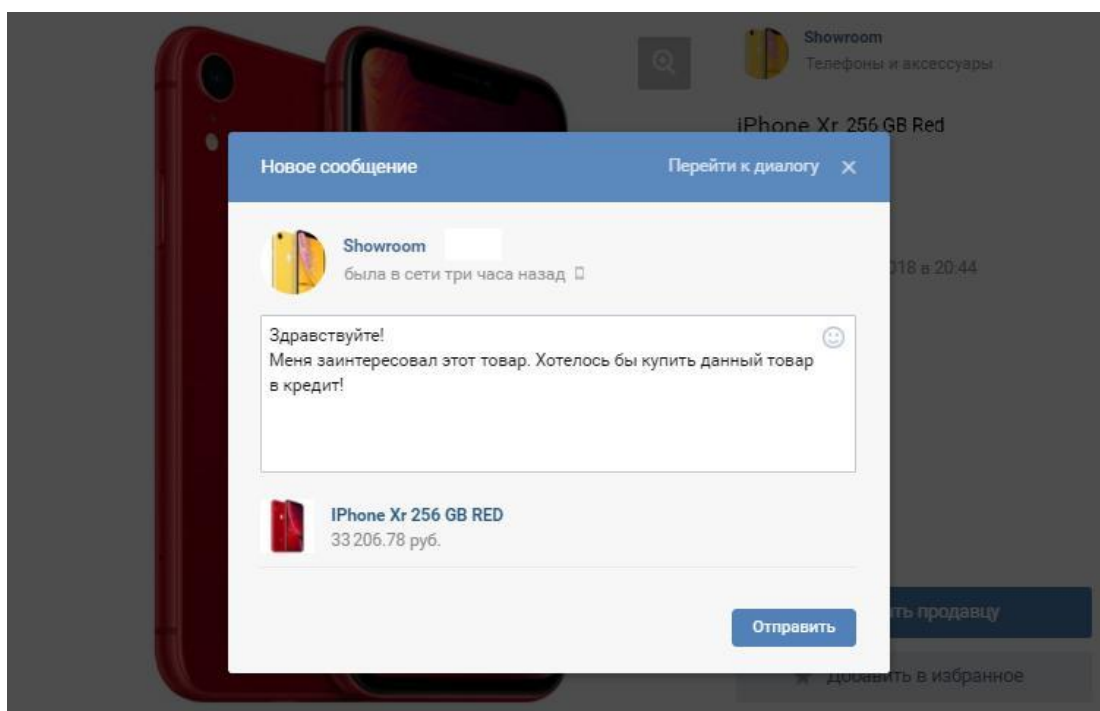 Showroom
Телефоны и аксессуары
iPhone Xr 256 GB Red
Новое сообщение
Перейти к диалогу
Showroom
была в сети три часа назад
018 в 20:44
Здравствуйте!
Меня заинтересовал этот товар. Хотелось бы купить данный товар
в кредит!
IPhone Xr 256 GB RED
33 206.78 руб.
Отправить
ть продавцу
Добавить в избранное